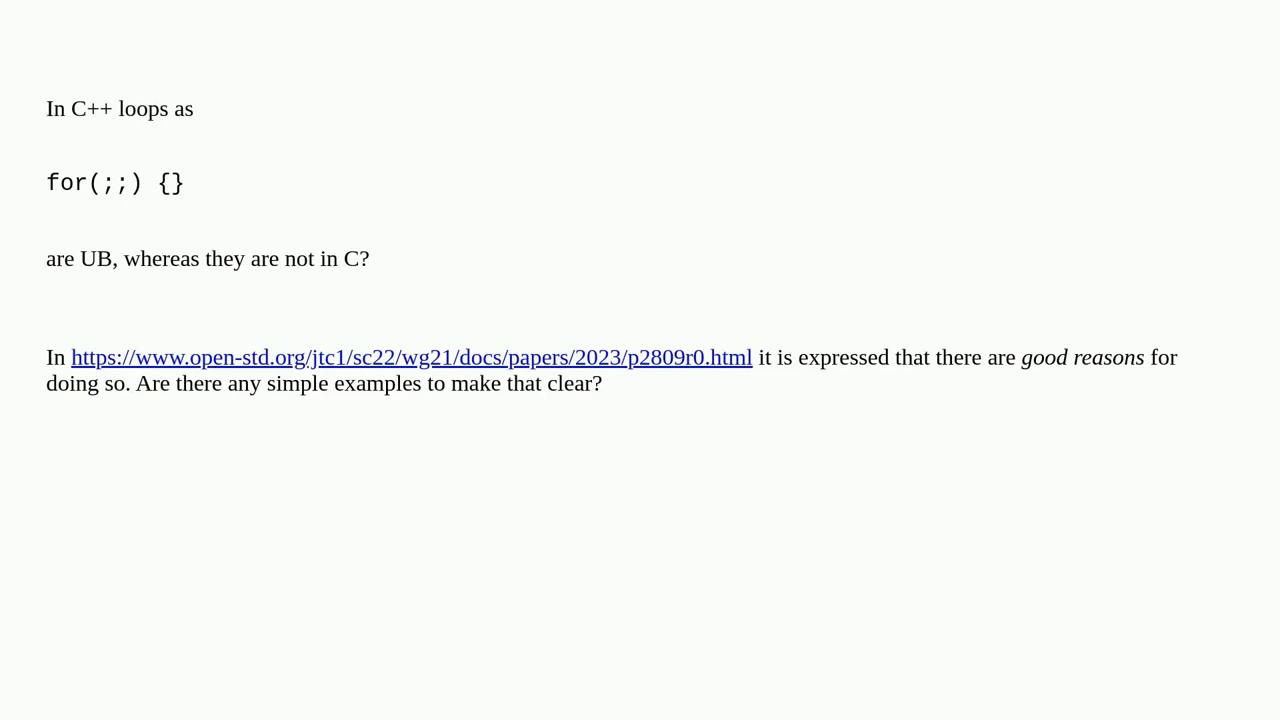 In C++ loops as
for(;;) {}
are UB, whereas they are not in C?
In https://www.open-std.org/jtc1/sc22/wg21/docs/papers/2023/p2809r0.html it is expressed that there are good reasons for
doing so. Are there any simple examples to make that clear?